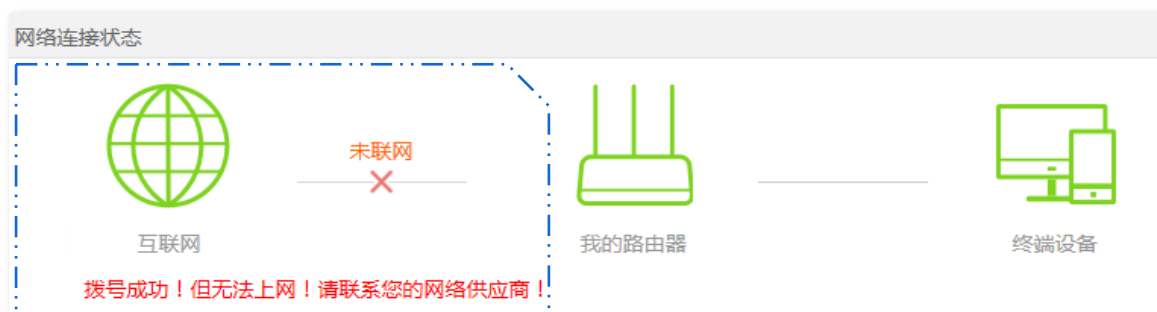 网络连接状态
未联网
互联网
我的路由器
终端设备
拨号成功！但无法上网！请联系您的网络供应商！